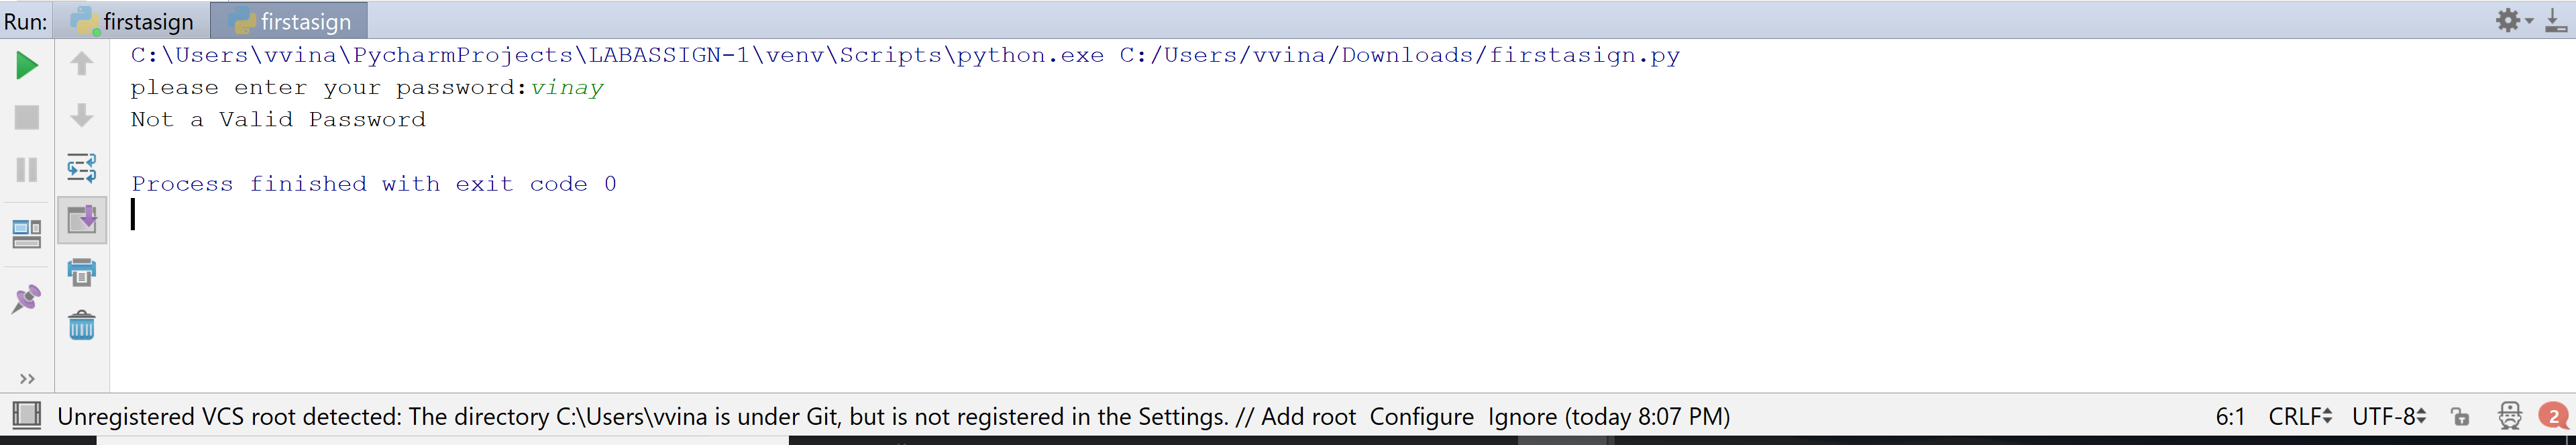 Run: firstasign firstasign
C:\Users\vvina\PycharmProjects\LABASSIGN-1\venv\Scripts\python.exe C:/Users/vvina/Downloads/firstasign.py
please enter your password:vinay
Not a Valid Password
Process finished with exit code 0
Unregistered VCS root detected: The directory C:\Users\vvina is under Git, but is not registered in the Settings. // Add root Configure Ignore (today 8:07 PM) 6:1 CRLF UTF-8 2